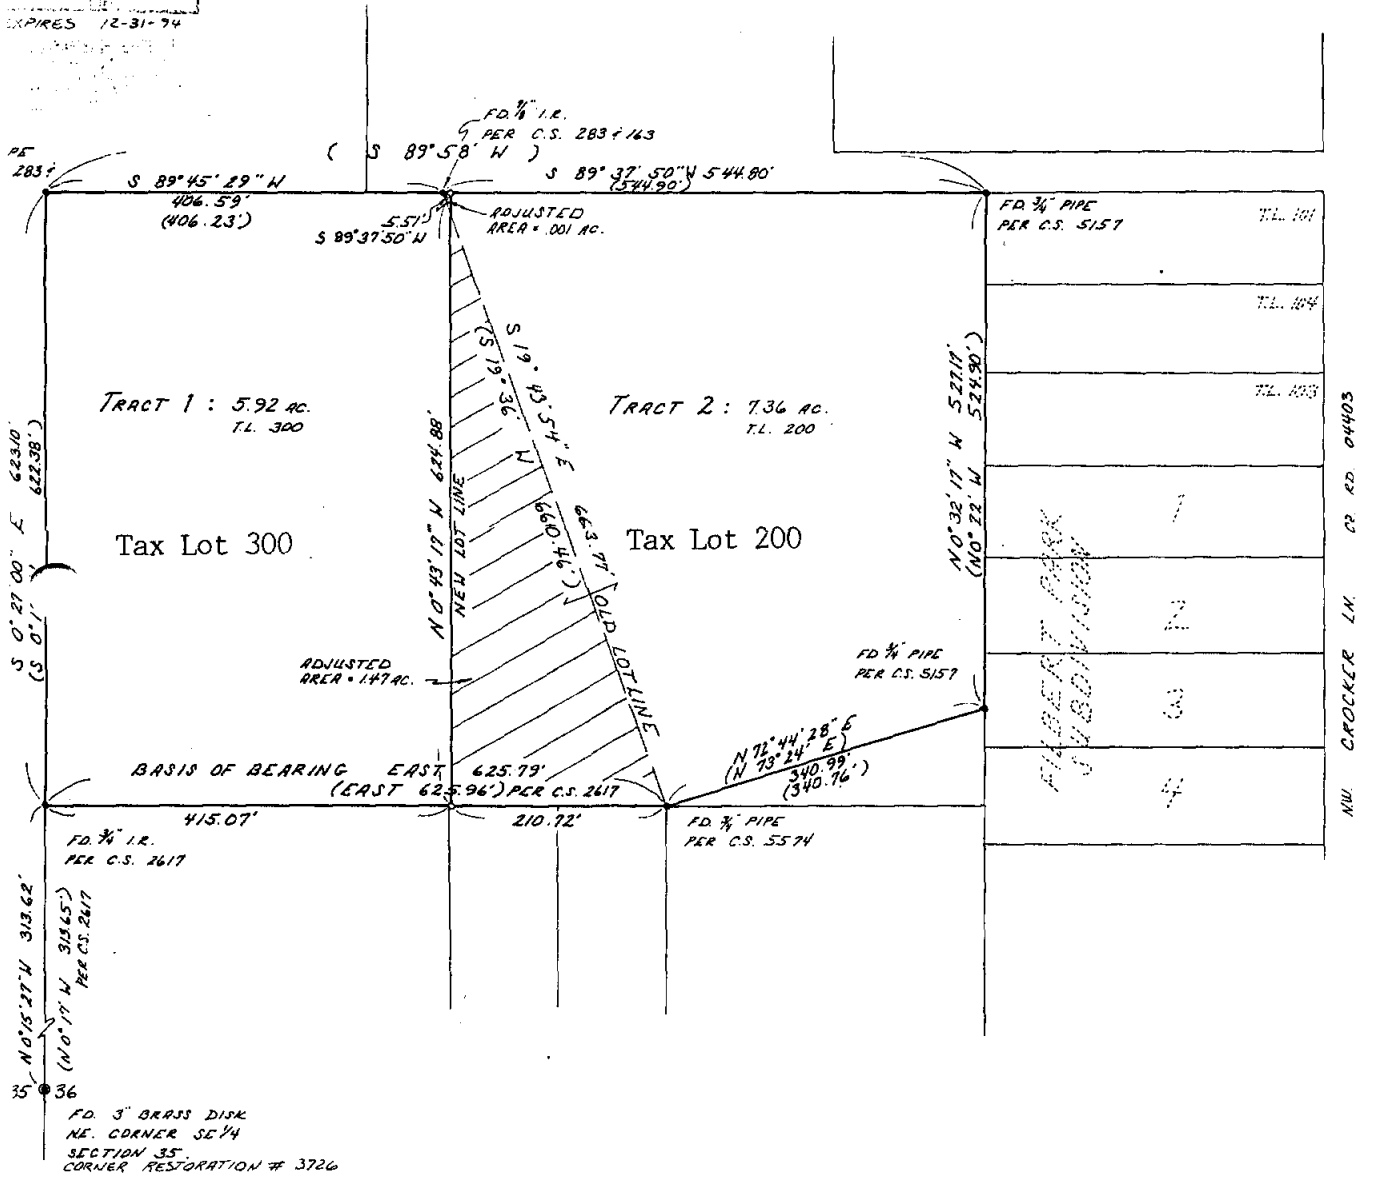 EXPIRES 12-31-94
FD. 5/8" I.R.
PER C.S. 283 & 163
( S 89° 58' W )
PE
S 89° 45' 29" W
406.59'
(406.23')
S 89° 37' 50" W 544.80'
(544.90')
5.51'
S 89° 37' 50" W
ADJUSTED
AREA = .001 AC.
FD. 3/4" PIPE
PER C.S. 5157
T.L. 101
T.L. 104
T.L. 103
TRACT 1 : 5.92 AC.
T.L. 300
TRACT 2 : 7.36 AC.
T.L. 200
S 0° 27' 00" E 623.10'
(S 0° 1' 622.38')
Tax Lot 300
N 0° 43' 19" W 624.88'
NEW LOT LINE
S 19° 43' 54" E 663.77'
(S 19° 36' W 6610.46')
OLD LOT LINE
Tax Lot 200
N 0° 32' 17" W 527.17'
(N 0° 22' W 524.90')
FILBERT PARK
SUBDIVISION
1
2
3
4
NW. CROCKER LN. CO. RD. 04403
ADJUSTED
AREA = 1.47 AC.
FD 3/4" PIPE
PER C.S. 5157
N 72° 44' 28" E
(N 73° 24' E)
340.99'
(340.76')
BASIS OF BEARING EAST 625.79'
(EAST 625.96') PER C.S. 2617
415.07'
210.72'
FD. 3/4" I.R.
PER C.S. 2617
FD. 3/4" PIPE
PER C.S. 5574
N 0° 15' 27" W 313.62'
(N 0° 17' W 313.65')
PER C.S. 2617
35 36
FD. 3" BRASS DISK
NE. CORNER SE 1/4
SECTION 35.
CORNER RESTORATION # 3726